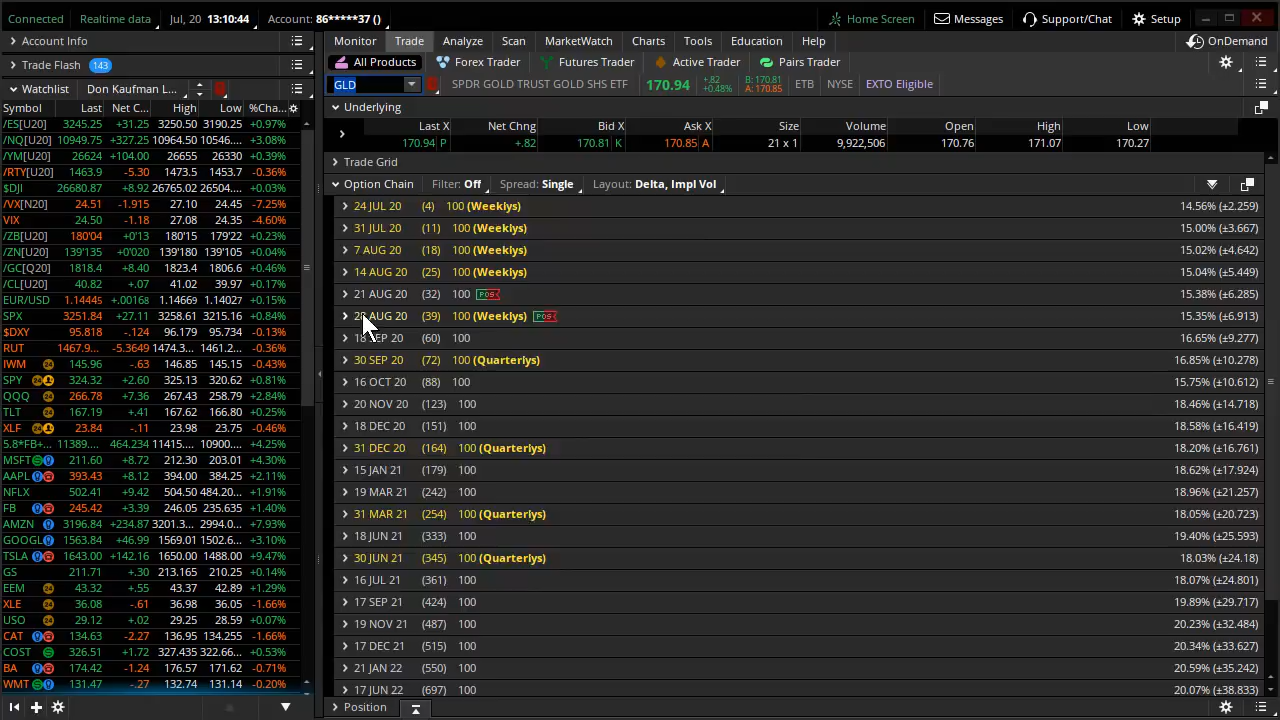 Connected Realtime data Jul, 20 13:10:44 Account: 86*****37 () Home Screen Messages Support/Chat Setup
Account Info
Trade Flash 143
Watchlist Don Kaufman L...
Symbol Last Net C... High Low %Cha...
/ES[U20] 3245.25 +31.25 3250.50 3190.25 +0.97%
/NQ[U20] 10949.75 +327.25 10964.50 10546.... +3.08%
/YM[U20] 26624 +104.00 26655 26330 +0.39%
/RTY[U20] 1463.9 -5.30 1473.5 1453.7 -0.36%
$DJI 26680.87 +8.92 26765.02 26504.... +0.03%
/VX[N20] 24.51 -1.915 27.10 24.45 -7.25%
VIX 24.50 -1.18 27.08 24.35 -4.60%
/ZB[U20] 180'04 +0'13 180'15 179'22 +0.23%
/ZN[U20] 139'135 +0'020 139'180 139'105 +0.04%
/GC[Q20] 1818.4 +8.40 1823.4 1806.6 +0.46%
/CL[U20] 40.82 +.07 41.02 39.97 +0.17%
EUR/USD 1.14445 +.00168 1.14669 1.14027 +0.15%
SPX 3251.84 +27.11 3258.61 3215.16 +0.84%
$DXY 95.818 -.124 96.179 95.734 -0.13%
RUT 1467.9... -5.3649 1474.3... 1461.2... -0.36%
IWM 145.96 -.63 146.85 145.15 -0.43%
SPY 324.32 +2.60 325.13 320.62 +0.81%
QQQ 266.78 +7.36 267.43 258.79 +2.84%
TLT 167.19 +.41 167.62 166.80 +0.25%
XLF 23.84 -.11 23.98 23.75 -0.46%
5.8*FB+... 11389.... 464.234 11415.... 10900.... +4.25%
MSFT 211.60 +8.72 212.30 203.01 +4.30%
AAPL 393.43 +8.12 394.00 384.25 +2.11%
NFLX 502.41 +9.42 504.50 484.20... +1.91%
FB 245.42 +3.39 246.05 235.635 +1.40%
AMZN 3196.84 +234.87 3201.3... 2994.0... +7.93%
GOOGL 1563.84 +46.99 1569.01 1502.6... +3.10%
TSLA 1643.00 +142.16 1650.00 1488.00 +9.47%
GS 211.71 +.30 213.165 210.25 +0.14%
EEM 43.32 +.55 43.37 42.89 +1.29%
XLE 36.08 -.61 36.98 36.05 -1.66%
USO 29.12 +.02 29.25 28.59 +0.07%
CAT 134.63 -2.27 136.95 134.255 -1.66%
COST 326.51 +1.72 327.435 322.66... +0.53%
BA 174.42 -1.24 176.57 171.62 -0.71%
WMT 131.47 -.27 132.74 131.14 -0.20%
Monitor Trade Analyze Scan MarketWatch Charts Tools Education Help OnDemand
All Products Forex Trader Futures Trader Active Trader Pairs Trader
GLD SPDR GOLD TRUST GOLD SHS ETF 170.94 +.82 +0.48% B: 170.81 A: 170.85 ETB NYSE EXTO Eligible
Underlying
Last X Net Chng Bid X Ask X Size Volume Open High Low
170.94 P +.82 170.81 K 170.85 A 21 x 1 9,922,506 170.76 171.07 170.27
Trade Grid
Option Chain Filter: Off Spread: Single Layout: Delta, Impl Vol
24 JUL 20 (4) 100 (Weeklys) 14.56% (±2.259)
31 JUL 20 (11) 100 (Weeklys) 15.00% (±3.667)
7 AUG 20 (18) 100 (Weeklys) 15.02% (±4.642)
14 AUG 20 (25) 100 (Weeklys) 15.04% (±5.449)
21 AUG 20 (32) 100 POS 15.38% (±6.285)
AUG 20 (39) 100 (Weeklys) POS 15.35% (±6.913)
18 SEP 20 (60) 100 16.65% (±9.277)
30 SEP 20 (72) 100 (Quarterlys) 16.85% (±10.278)
16 OCT 20 (88) 100 15.75% (±10.612)
20 NOV 20 (123) 100 18.46% (±14.718)
18 DEC 20 (151) 100 18.58% (±16.419)
31 DEC 20 (164) 100 (Quarterlys) 18.20% (±16.761)
15 JAN 21 (179) 100 18.62% (±17.924)
19 MAR 21 (242) 100 18.96% (±21.257)
31 MAR 21 (254) 100 (Quarterlys) 18.05% (±20.723)
18 JUN 21 (333) 100 19.40% (±25.593)
30 JUN 21 (345) 100 (Quarterlys) 18.03% (±24.18)
16 JUL 21 (361) 100 18.07% (±24.801)
17 SEP 21 (424) 100 19.89% (±29.717)
19 NOV 21 (487) 100 20.23% (±32.484)
17 DEC 21 (515) 100 20.34% (±33.627)
21 JAN 22 (550) 100 20.59% (±35.242)
17 JUN 22 (697) 100 20.07% (±38.833)
Position